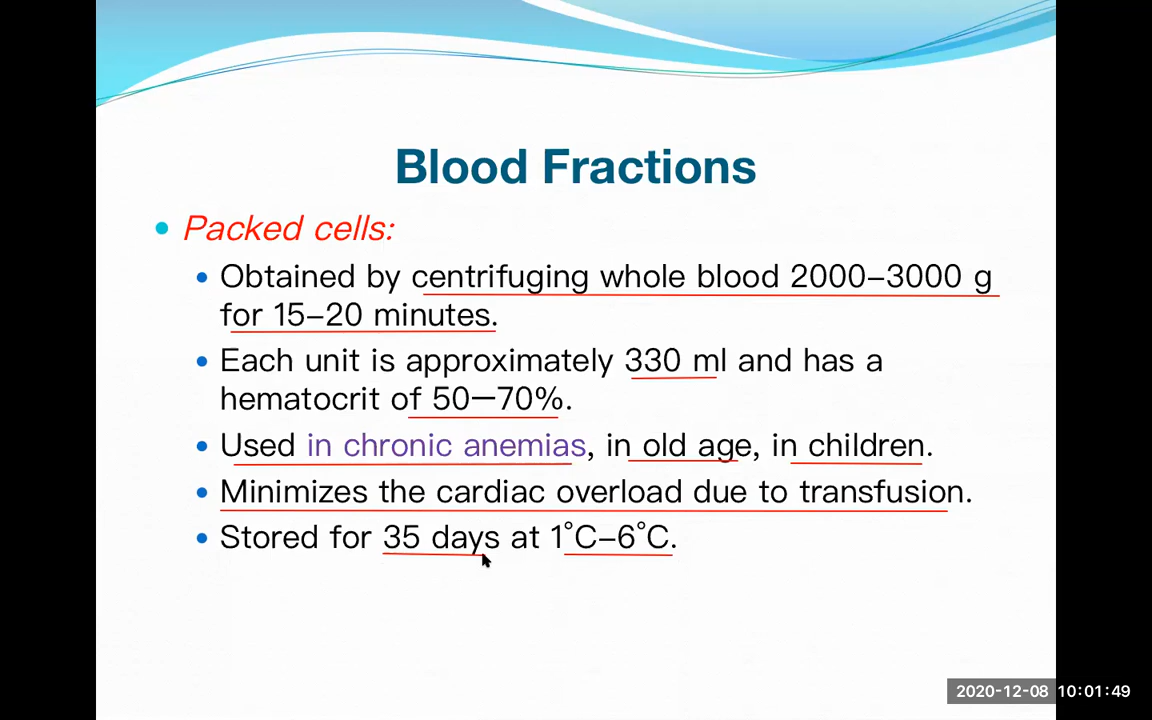 Blood Fractions
• Packed cells:
• Obtained by centrifuging whole blood 2000–3000 g
for 15–20 minutes.
• Each unit is approximately 330 ml and has a
hematocrit of 50—70%.
• Used in chronic anemias, in old age, in children.
• Minimizes the cardiac overload due to transfusion.
• Stored for 35 days at 1°C–6°C.
2020-12-08 10:01:49